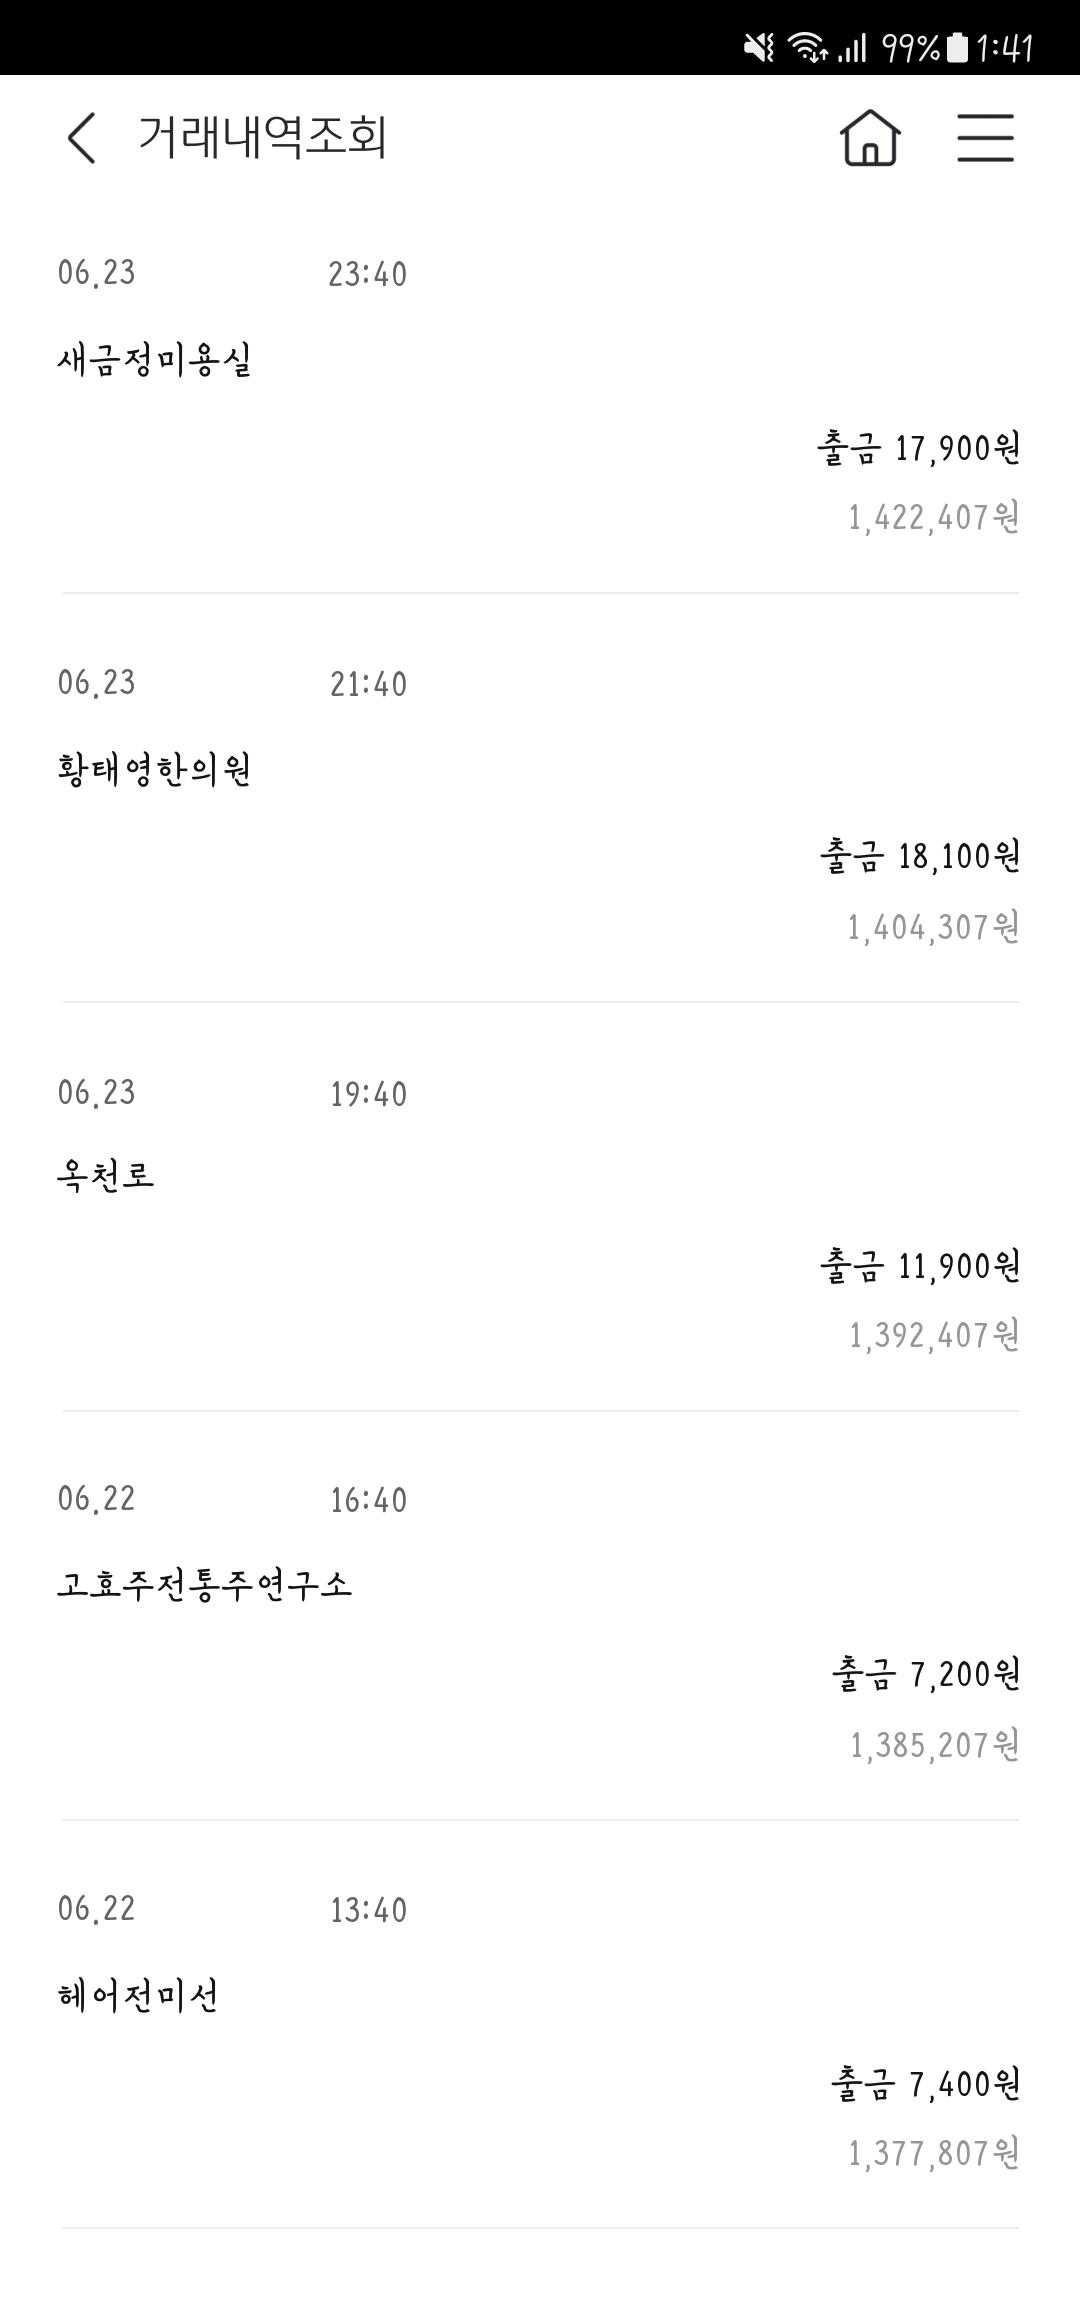 99% 1:41
거래내역조회
06.23 23:40
새금정미용실
출금 17,900원
1,422,407원
06.23 21:40
황태영한의원
출금 18,100원
1,404,307원
06.23 19:40
옥천로
출금 11,900원
1,392,407원
06.22 16:40
고효주전통주연구소
출금 7,200원
1,385,207원
06.22 13:40
헤어전미선
출금 7,400원
1,377,807원